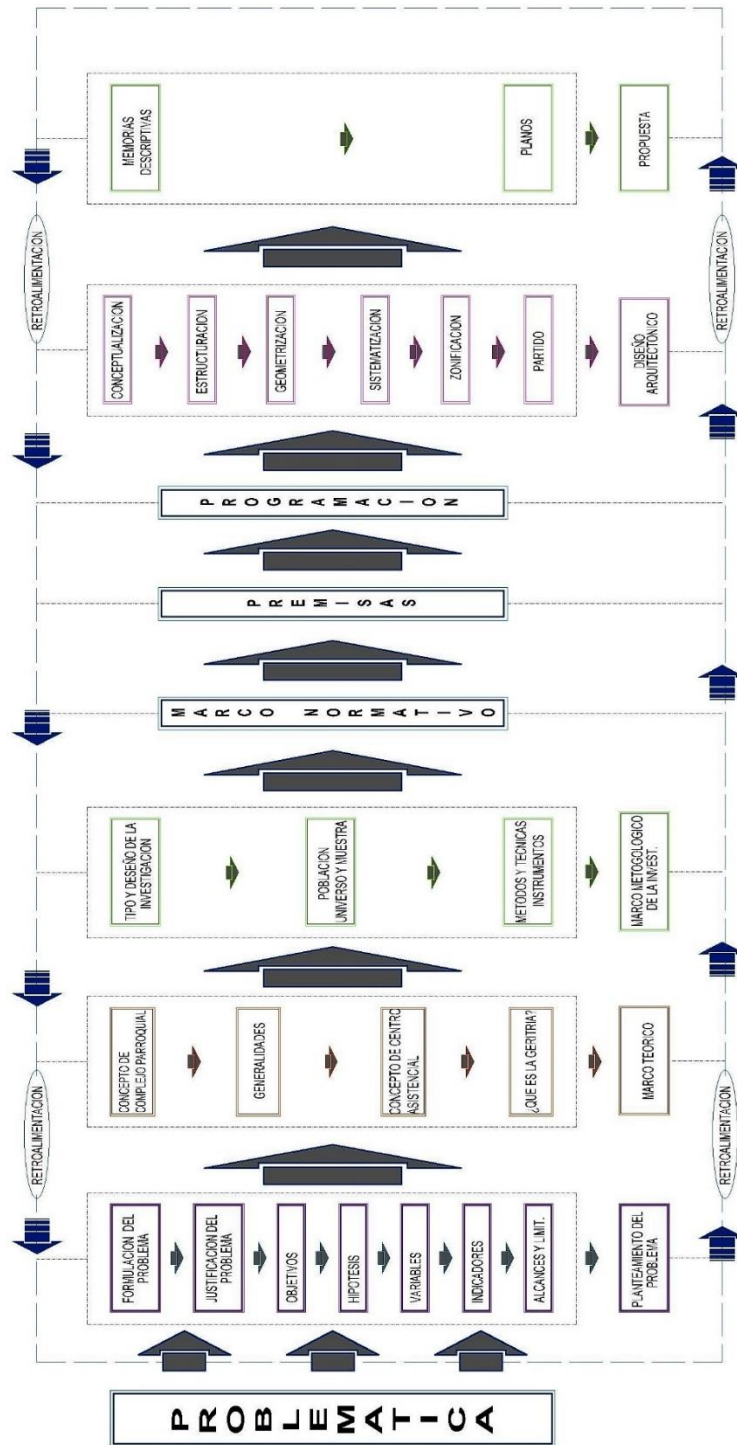 PROBLEMATICA
FORMULACION DEL
PROBLEMA
JUSTIFICACION DEL
PROBLEMA
OBJETIVOS
HIPOTESIS
VARIABLES
INDICADORES
ALCANCES Y LIMIT.
PLANTEAMIENTO DEL
PROBLEMA
RETROALIMENTACION
CONCEPTO DE
COMPLEJO PARROQUIAL
GENERALIDADES
CONCEPTO DE CENTRO
ASISTENCIAL
¿QUE ES LA GERITRIA?
MARCO TEORICO
RETROALIMENTACION
TIPO Y DESEÑO DE LA
INVESTIGACION
POBLACION
UNIVERSO Y MUESTRA
METODOS Y TECNICAS
INSTRUMENTOS
MARCO METOGOLOGICO
DE LA INVEST.
MARCO NORMATIVO
PREMISAS
PROGRAMACION
CONCEPTUALIZACION
ESTRUCTURACION
GEOMETRIZACION
SISTEMATIZACION
ZONIFICACION
PARTIDO
DISEÑO
ARQUITECTONICO
RETROALIMENTACION
MEMORIAS
DESCRIPTIVAS
PLANOS
PROPUESTA
RETROALIMENTACION